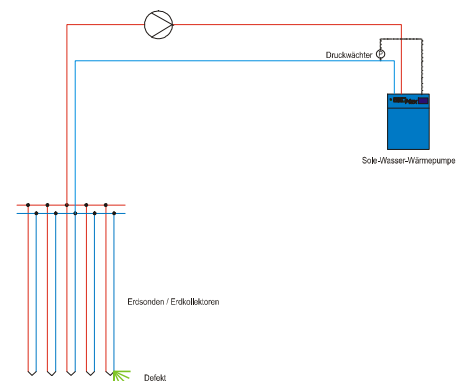 Druckwächter
P
Sole-Wasser-Wärmepumpe
Erdsonden / Erdkollektoren
Defekt